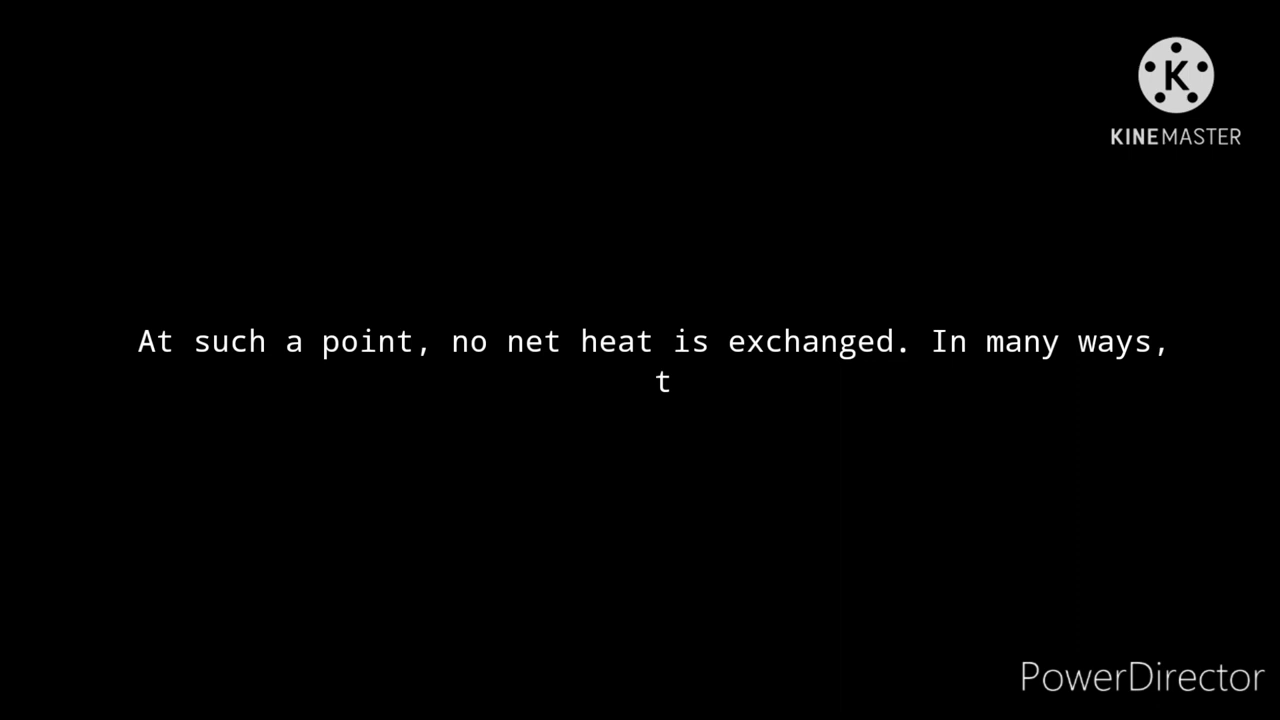 K
KINEMASTER
At such a point, no net heat is exchanged. In many ways,
t
PowerDirector